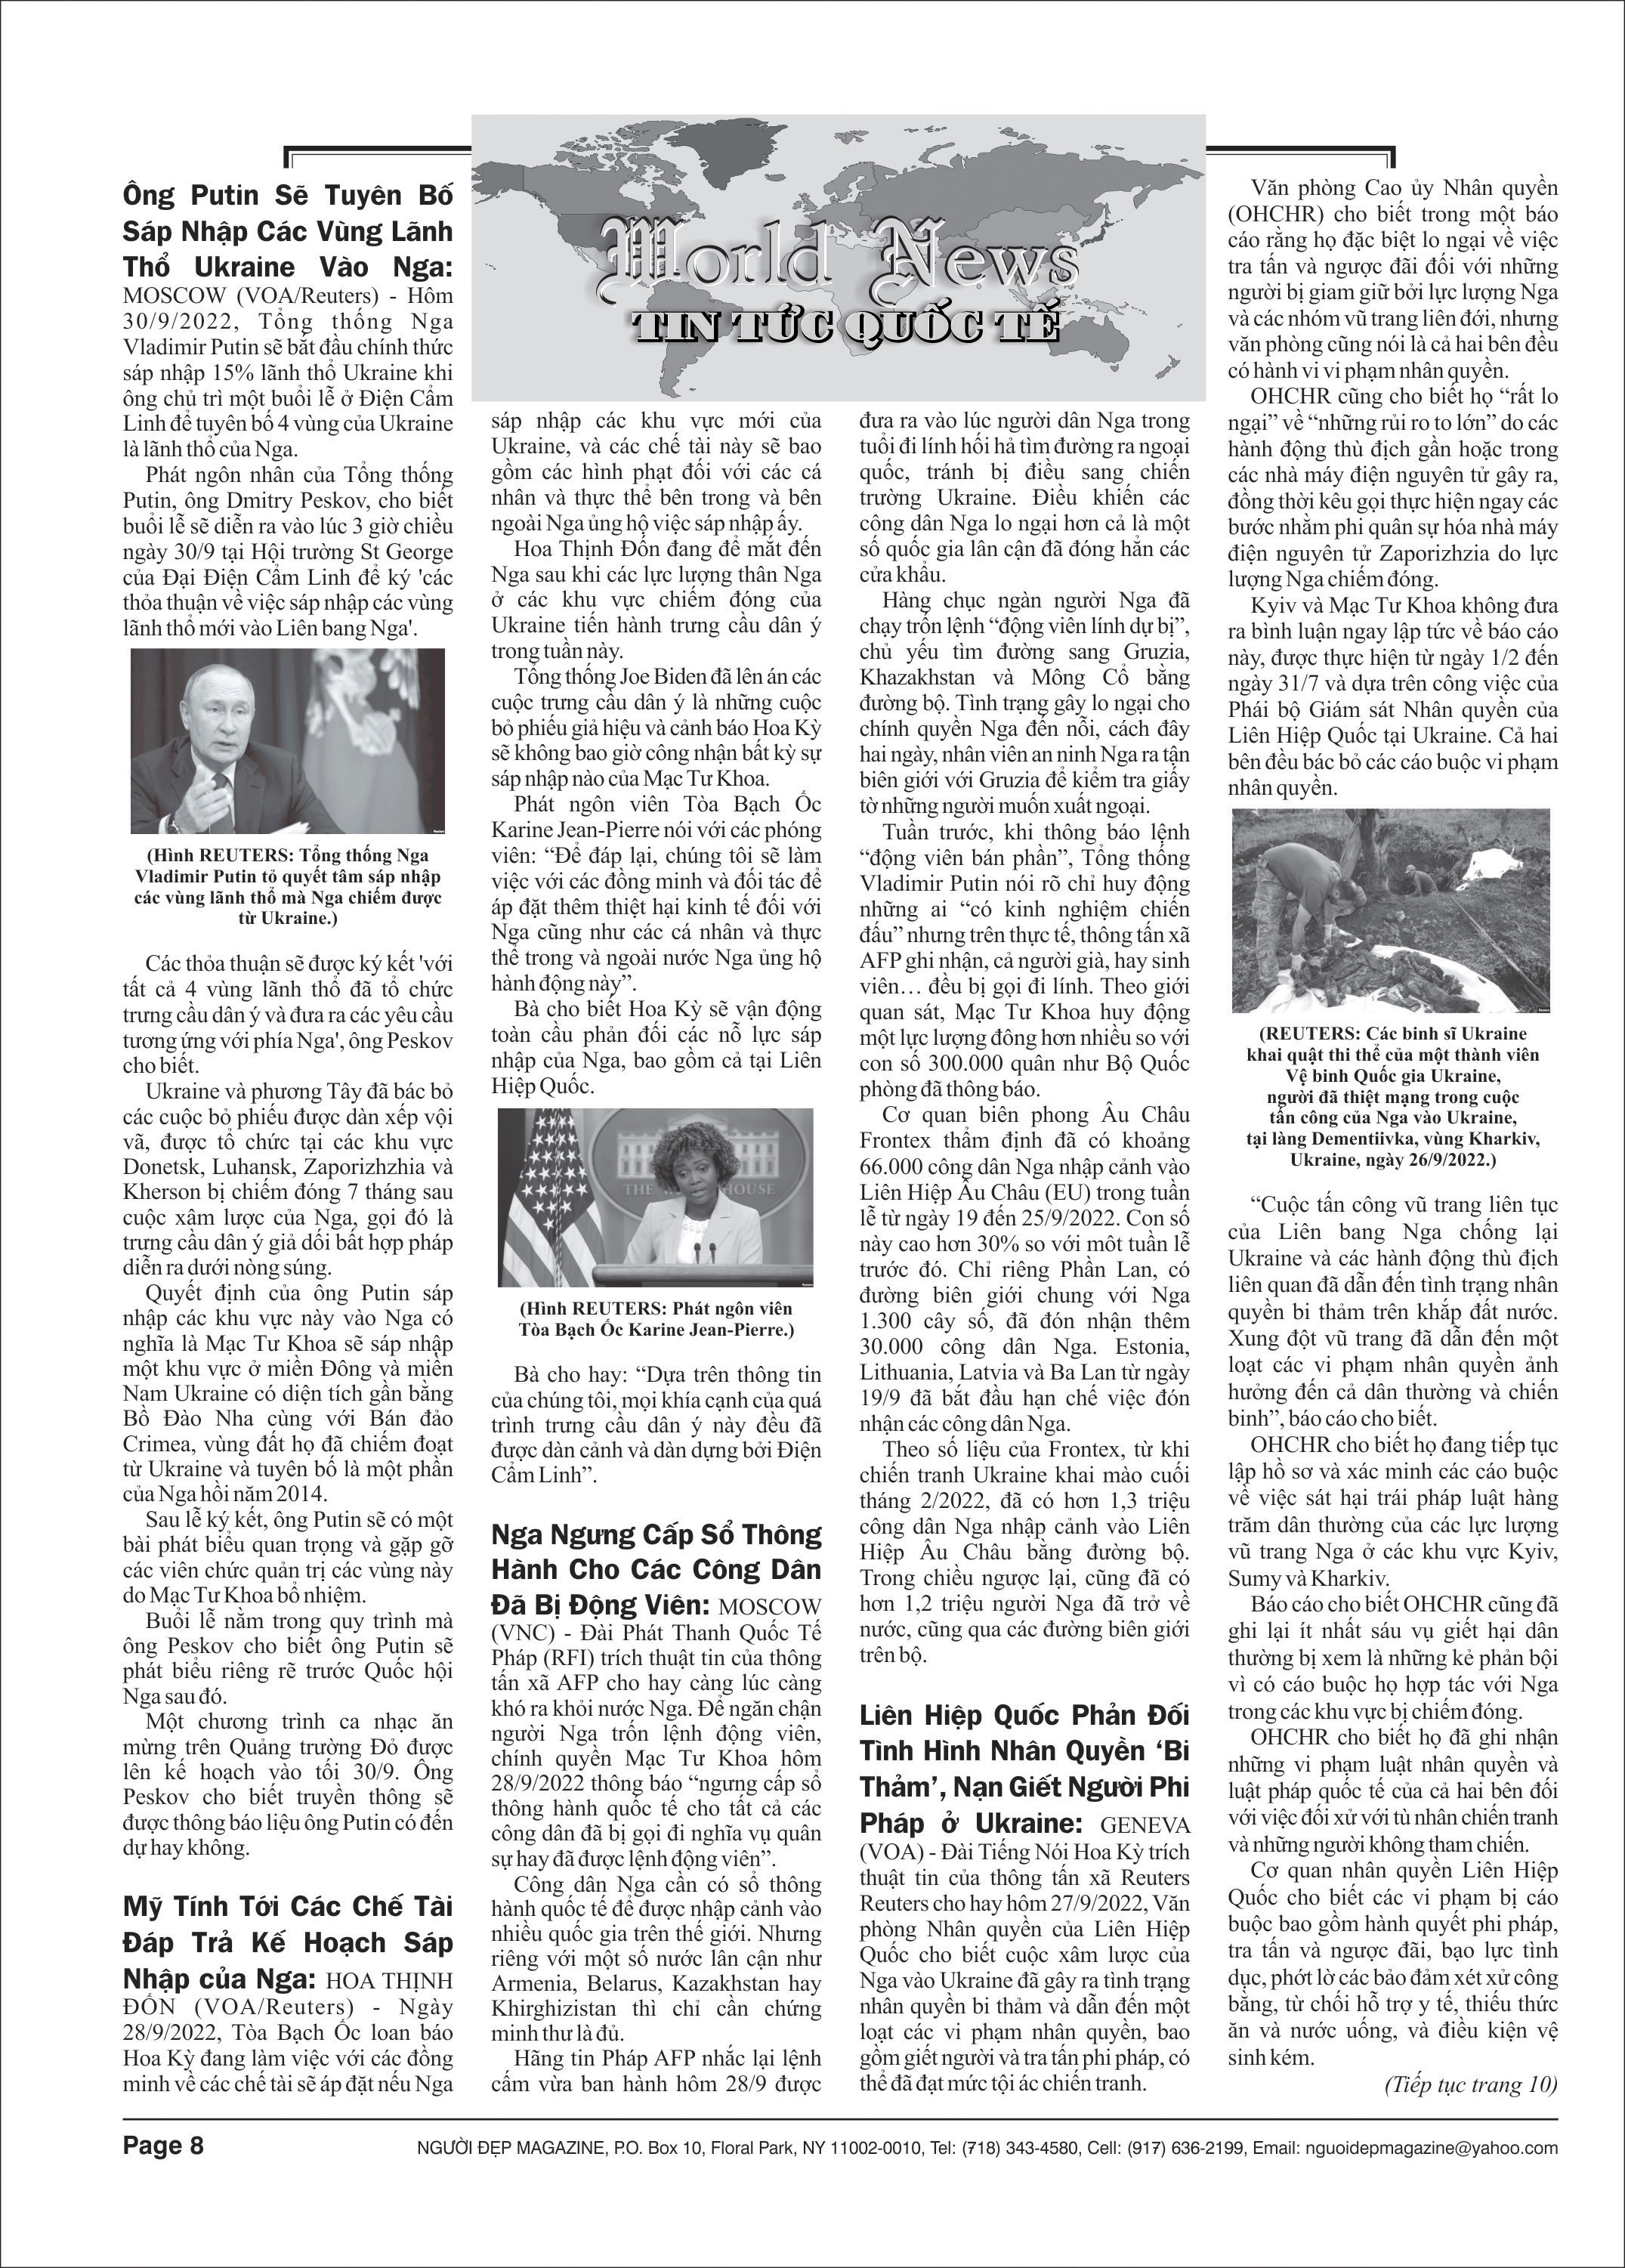 World News
TIN TỨC QUỐC TẾ
Ông Putin Sẽ Tuyên Bố
Sáp Nhập Các Vùng Lãnh
Thổ Ukraine Vào Nga:
MOSCOW (VOA/Reuters) - Hôm
30/9/2022, Tổng thống Nga
Vladimir Putin sẽ bắt đầu chính thức
sáp nhập 15% lãnh thổ Ukraine khi
ông chủ trì một buổi lễ ở Điện Cẩm
Linh để tuyên bố 4 vùng của Ukraine
là lãnh thổ của Nga.
Phát ngôn nhân của Tổng thống
Putin, ông Dmitry Peskov, cho biết
buổi lễ sẽ diễn ra vào lúc 3 giờ chiều
ngày 30/9 tại Hội trường St George
của Đại Điện Cẩm Linh để ký 'các
thỏa thuận về việc sáp nhập các vùng
lãnh thổ mới vào Liên bang Nga'.
(Hình REUTERS: Tổng thống Nga
Vladimir Putin tỏ quyết tâm sáp nhập
các vùng lãnh thổ mà Nga chiếm được
từ Ukraine.)
Các thỏa thuận sẽ được ký kết 'với
tất cả 4 vùng lãnh thổ đã tổ chức
trưng cầu dân ý và đưa ra các yêu cầu
tương ứng với phía Nga', ông Peskov
cho biết.
Ukraine và phương Tây đã bác bỏ
các cuộc bỏ phiếu được dàn xếp vội
vã, được tổ chức tại các khu vực
Donetsk, Luhansk, Zaporizhzhia và
Kherson bị chiếm đóng 7 tháng sau
cuộc xâm lược của Nga, gọi đó là
trưng cầu dân ý giả dối bất hợp pháp
diễn ra dưới nòng súng.
Quyết định của ông Putin sáp
nhập các khu vực này vào Nga có
nghĩa là Mạc Tư Khoa sẽ sáp nhập
một khu vực ở miền Đông và miền
Nam Ukraine có diện tích gần bằng
Bồ Đào Nha cùng với Bán đảo
Crimea, vùng đất họ đã chiếm đoạt
từ Ukraine và tuyên bố là một phần
của Nga hồi năm 2014.
Sau lễ ký kết, ông Putin sẽ có một
bài phát biểu quan trọng và gặp gỡ
các viên chức quản trị các vùng này
do Mạc Tư Khoa bổ nhiệm.
Buổi lễ nằm trong quy trình mà
ông Peskov cho biết ông Putin sẽ
phát biểu riêng rẽ trước Quốc hội
Nga sau đó.
Một chương trình ca nhạc ăn
mừng trên Quảng trường Đỏ được
lên kế hoạch vào tối 30/9. Ông
Peskov cho biết truyền thông sẽ
được thông báo liệu ông Putin có đến
dự hay không.
Mỹ Tính Tới Các Chế Tài
Đáp Trả Kế Hoạch Sáp
Nhập của Nga: HOA THỊNH
ĐỐN (VOA/Reuters) - Ngày
28/9/2022, Tòa Bạch Ốc loan báo
Hoa Kỳ đang làm việc với các đồng
minh về các chế tài sẽ áp đặt nếu Nga
sáp nhập các khu vực mới của
Ukraine, và các chế tài này sẽ bao
gồm các hình phạt đối với các cá
nhân và thực thể bên trong và bên
ngoài Nga ủng hộ việc sáp nhập ấy.
Hoa Thịnh Đốn đang để mắt đến
Nga sau khi các lực lượng thân Nga
ở các khu vực chiếm đóng của
Ukraine tiến hành trưng cầu dân ý
trong tuần này.
Tổng thống Joe Biden đã lên án các
cuộc trưng cầu dân ý là những cuộc
bỏ phiếu giả hiệu và cảnh báo Hoa Kỳ
sẽ không bao giờ công nhận bất kỳ sự
sáp nhập nào của Mạc Tư Khoa.
Phát ngôn viên Tòa Bạch Ốc
Karine Jean-Pierre nói với các phóng
viên: “Để đáp lại, chúng tôi sẽ làm
việc với các đồng minh và đối tác để
áp đặt thêm thiệt hại kinh tế đối với
Nga cũng như các cá nhân và thực
thể trong và ngoài nước Nga ủng hộ
hành động này”.
Bà cho biết Hoa Kỳ sẽ vận động
toàn cầu phản đối các nỗ lực sáp
nhập của Nga, bao gồm cả tại Liên
Hiệp Quốc.
THE WHITE HOUSE
(Hình REUTERS: Phát ngôn viên
Tòa Bạch Ốc Karine Jean-Pierre.)
Bà cho hay: “Dựa trên thông tin
của chúng tôi, mọi khía cạnh của quá
trình trưng cầu dân ý này đều đã
được dàn cảnh và dàn dựng bởi Điện
Cẩm Linh”.
Nga Ngưng Cấp Sổ Thông
Hành Cho Các Công Dân
Đã Bị Động Viên: MOSCOW
(VNC) - Đài Phát Thanh Quốc Tế
Pháp (RFI) trích thuật tin của thông
tấn xã AFP cho hay càng lúc càng
khó ra khỏi nước Nga. Để ngăn chận
người Nga trốn lệnh động viên,
chính quyền Mạc Tư Khoa hôm
28/9/2022 thông báo “ngưng cấp sổ
thông hành quốc tế cho tất cả các
công dân đã bị gọi đi nghĩa vụ quân
sự hay đã được lệnh động viên”.
Công dân Nga cần có sổ thông
hành quốc tế để được nhập cảnh vào
nhiều quốc gia trên thế giới. Nhưng
riêng với một số nước lân cận như
Armenia, Belarus, Kazakhstan hay
Khirghizistan thì chỉ cần chứng
minh thư là đủ.
Hãng tin Pháp AFP nhắc lại lệnh
cấm vừa ban hành hôm 28/9 được
đưa ra vào lúc người dân Nga trong
tuổi đi lính hối hả tìm đường ra ngoại
quốc, tránh bị điều sang chiến
trường Ukraine. Điều khiến các
công dân Nga lo ngại hơn cả là một
số quốc gia lân cận đã đóng hẳn các
cửa khẩu.
Hàng chục ngàn người Nga đã
chạy trốn lệnh “động viên lính dự bị”,
chủ yếu tìm đường sang Gruzia,
Khazakhstan và Mông Cổ bằng
đường bộ. Tình trạng gây lo ngại cho
chính quyền Nga đến nỗi, cách đây
hai ngày, nhân viên an ninh Nga ra tận
biên giới với Gruzia để kiểm tra giấy
tờ những người muốn xuất ngoại.
Tuần trước, khi thông báo lệnh
“động viên bán phần”, Tổng thống
Vladimir Putin nói rõ chỉ huy động
những ai “có kinh nghiệm chiến
đấu” nhưng trên thực tế, thông tấn xã
AFP ghi nhận, cả người già, hay sinh
viên… đều bị gọi đi lính. Theo giới
quan sát, Mạc Tư Khoa huy động
một lực lượng đông hơn nhiều so với
con số 300.000 quân như Bộ Quốc
phòng đã thông báo.
Cơ quan biên phong Âu Châu
Frontex thẩm định đã có khoảng
66.000 công dân Nga nhập cảnh vào
Liên Hiệp Âu Châu (EU) trong tuần
lễ từ ngày 19 đến 25/9/2022. Con số
này cao hơn 30% so với môt tuần lễ
trước đó. Chỉ riêng Phần Lan, có
đường biên giới chung với Nga
1.300 cây số, đã đón nhận thêm
30.000 công dân Nga. Estonia,
Lithuania, Latvia và Ba Lan từ ngày
19/9 đã bắt đầu hạn chế việc đón
nhận các công dân Nga.
Theo số liệu của Frontex, từ khi
chiến tranh Ukraine khai mào cuối
tháng 2/2022, đã có hơn 1,3 triệu
công dân Nga nhập cảnh vào Liên
Hiệp Âu Châu bằng đường bộ.
Trong chiều ngược lại, cũng đã có
hơn 1,2 triệu người Nga đã trở về
nước, cũng qua các đường biên giới
trên bộ.
Liên Hiệp Quốc Phản Đối
Tình Hình Nhân Quyền ‘Bi
Thảm’, Nạn Giết Người Phi
Pháp ở Ukraine: GENEVA
(VOA) - Đài Tiếng Nói Hoa Kỳ trích
thuật tin của thông tấn xã Reuters
Reuters cho hay hôm 27/9/2022, Văn
phòng Nhân quyền của Liên Hiệp
Quốc cho biết cuộc xâm lược của
Nga vào Ukraine đã gây ra tình trạng
nhân quyền bi thảm và dẫn đến một
loạt các vi phạm nhân quyền, bao
gồm giết người và tra tấn phi pháp, có
thể đã đạt mức tội ác chiến tranh.
Văn phòng Cao ủy Nhân quyền
(OHCHR) cho biết trong một báo
cáo rằng họ đặc biệt lo ngại về việc
tra tấn và ngược đãi đối với những
người bị giam giữ bởi lực lượng Nga
và các nhóm vũ trang liên đới, nhưng
văn phòng cũng nói là cả hai bên đều
có hành vi vi phạm nhân quyền.
OHCHR cũng cho biết họ “rất lo
ngại” về “những rủi ro to lớn” do các
hành động thù địch gần hoặc trong
các nhà máy điện nguyên tử gây ra,
đồng thời kêu gọi thực hiện ngay các
bước nhằm phi quân sự hóa nhà máy
điện nguyên tử Zaporizhzia do lực
lượng Nga chiếm đóng.
Kyiv và Mạc Tư Khoa không đưa
ra bình luận ngay lập tức về báo cáo
này, được thực hiện từ ngày 1/2 đến
ngày 31/7 và dựa trên công việc của
Phái bộ Giám sát Nhân quyền của
Liên Hiệp Quốc tại Ukraine. Cả hai
bên đều bác bỏ các cáo buộc vi phạm
nhân quyền.
(REUTERS: Các binh sĩ Ukraine
khai quật thi thể của một thành viên
Vệ binh Quốc gia Ukraine,
người đã thiệt mạng trong cuộc
tấn công của Nga vào Ukraine,
tại làng Dementiivka, vùng Kharkiv,
Ukraine, ngày 26/9/2022.)
“Cuộc tấn công vũ trang liên tục
của Liên bang Nga chống lại
Ukraine và các hành động thù địch
liên quan đã dẫn đến tình trạng nhân
quyền bi thảm trên khắp đất nước.
Xung đột vũ trang đã dẫn đến một
loạt các vi phạm nhân quyền ảnh
hưởng đến cả dân thường và chiến
binh”, báo cáo cho biết.
OHCHR cho biết họ đang tiếp tục
lập hồ sơ và xác minh các cáo buộc
về việc sát hại trái pháp luật hàng
trăm dân thường của các lực lượng
vũ trang Nga ở các khu vực Kyiv,
Sumy và Kharkiv.
Báo cáo cho biết OHCHR cũng đã
ghi lại ít nhất sáu vụ giết hại dân
thường bị xem là những kẻ phản bội
vì có cáo buộc họ hợp tác với Nga
trong các khu vực bị chiếm đóng.
OHCHR cho biết họ đã ghi nhận
những vi phạm luật nhân quyền và
luật pháp quốc tế của cả hai bên đối
với việc đối xử với tù nhân chiến tranh
và những người không tham chiến.
Cơ quan nhân quyền Liên Hiệp
Quốc cho biết các vi phạm bị cáo
buộc bao gồm hành quyết phi pháp,
tra tấn và ngược đãi, bạo lực tình
dục, phớt lờ các bảo đảm xét xử công
bằng, từ chối hỗ trợ y tế, thiếu thức
ăn và nước uống, và điều kiện vệ
sinh kém.
(Tiếp tục trang 10)
Page 8
NGƯỜI ĐẸP MAGAZINE, P.O. Box 10, Floral Park, NY 11002-0010, Tel: (718) 343-4580, Cell: (917) 636-2199, Email: nguoidepmagazine@yahoo.com